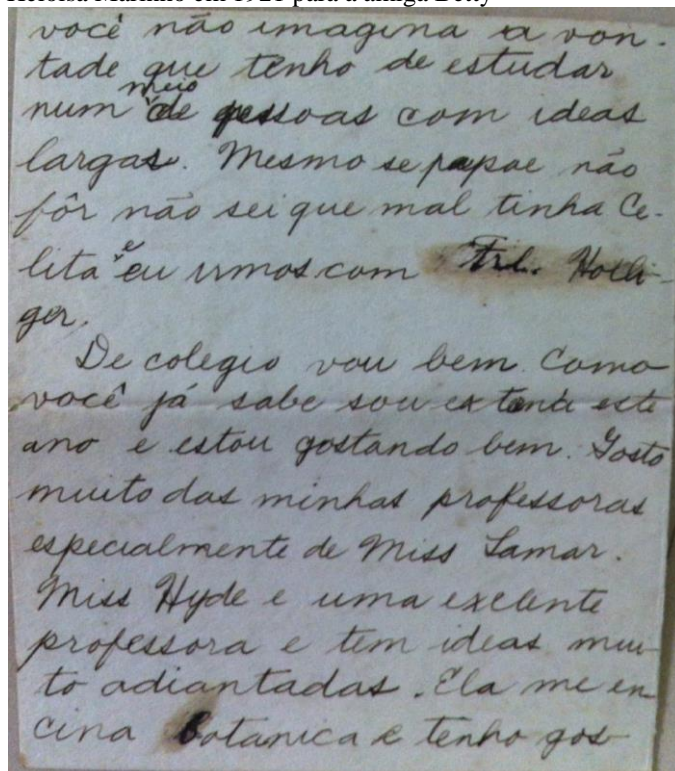 Heloísa Marinho em 1921 para a amiga Betty
você não imagina a von-
tade que tenho de estudar
num meio de pessoas com ideas
largas. Mesmo se papae não
fôr não sei que mal tinha Ce-
lita e eu irmos com Frl. Holli-
ger.
De colegio vou bem. Como
você já sabe sou externa este
ano e estou gostando bem. Gosto
muito das minhas professoras
especialmente de Miss Lamar.
Miss Hyde e uma exelente
professora e tem ideas mui-
to adiantadas. Ela me en-
cina Botanica e tenho gos-